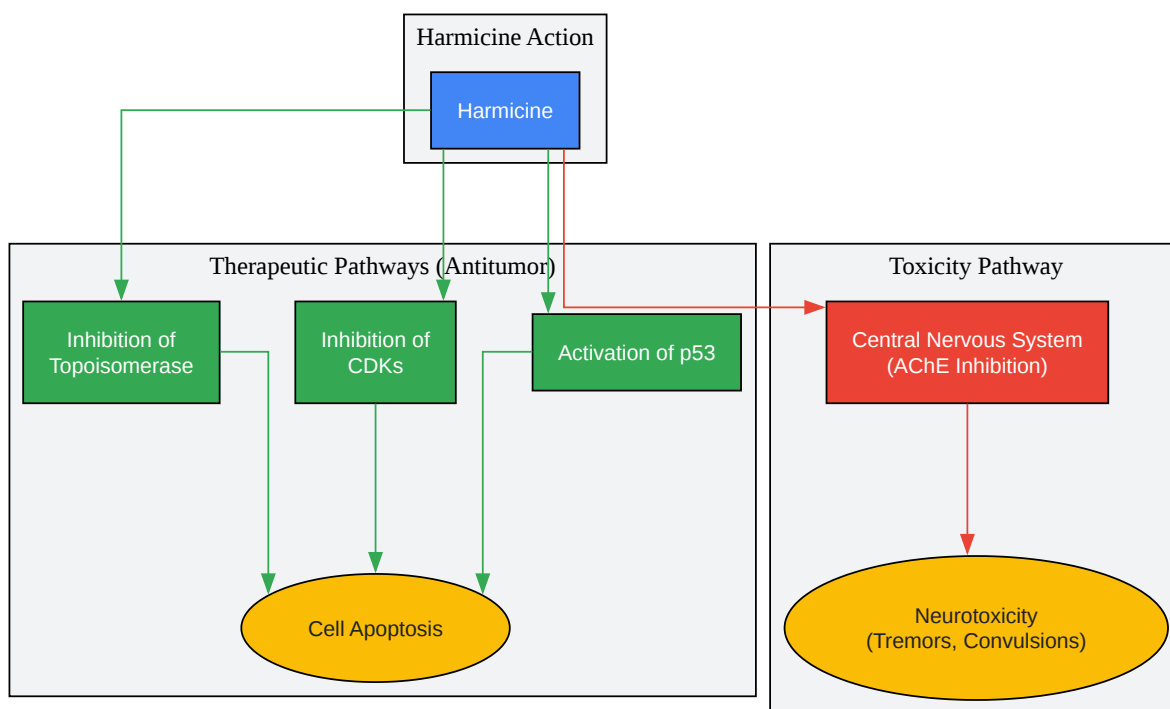 Harmicine Action
Harmicine
Therapeutic Pathways (Antitumor)
Toxicity Pathway
Inhibition of
Topoisomerase
Inhibition of
CDKs
Activation of p53
Central Nervous System
(AChE Inhibition)
Cell Apoptosis
Neurotoxicity
(Tremors, Convulsions)